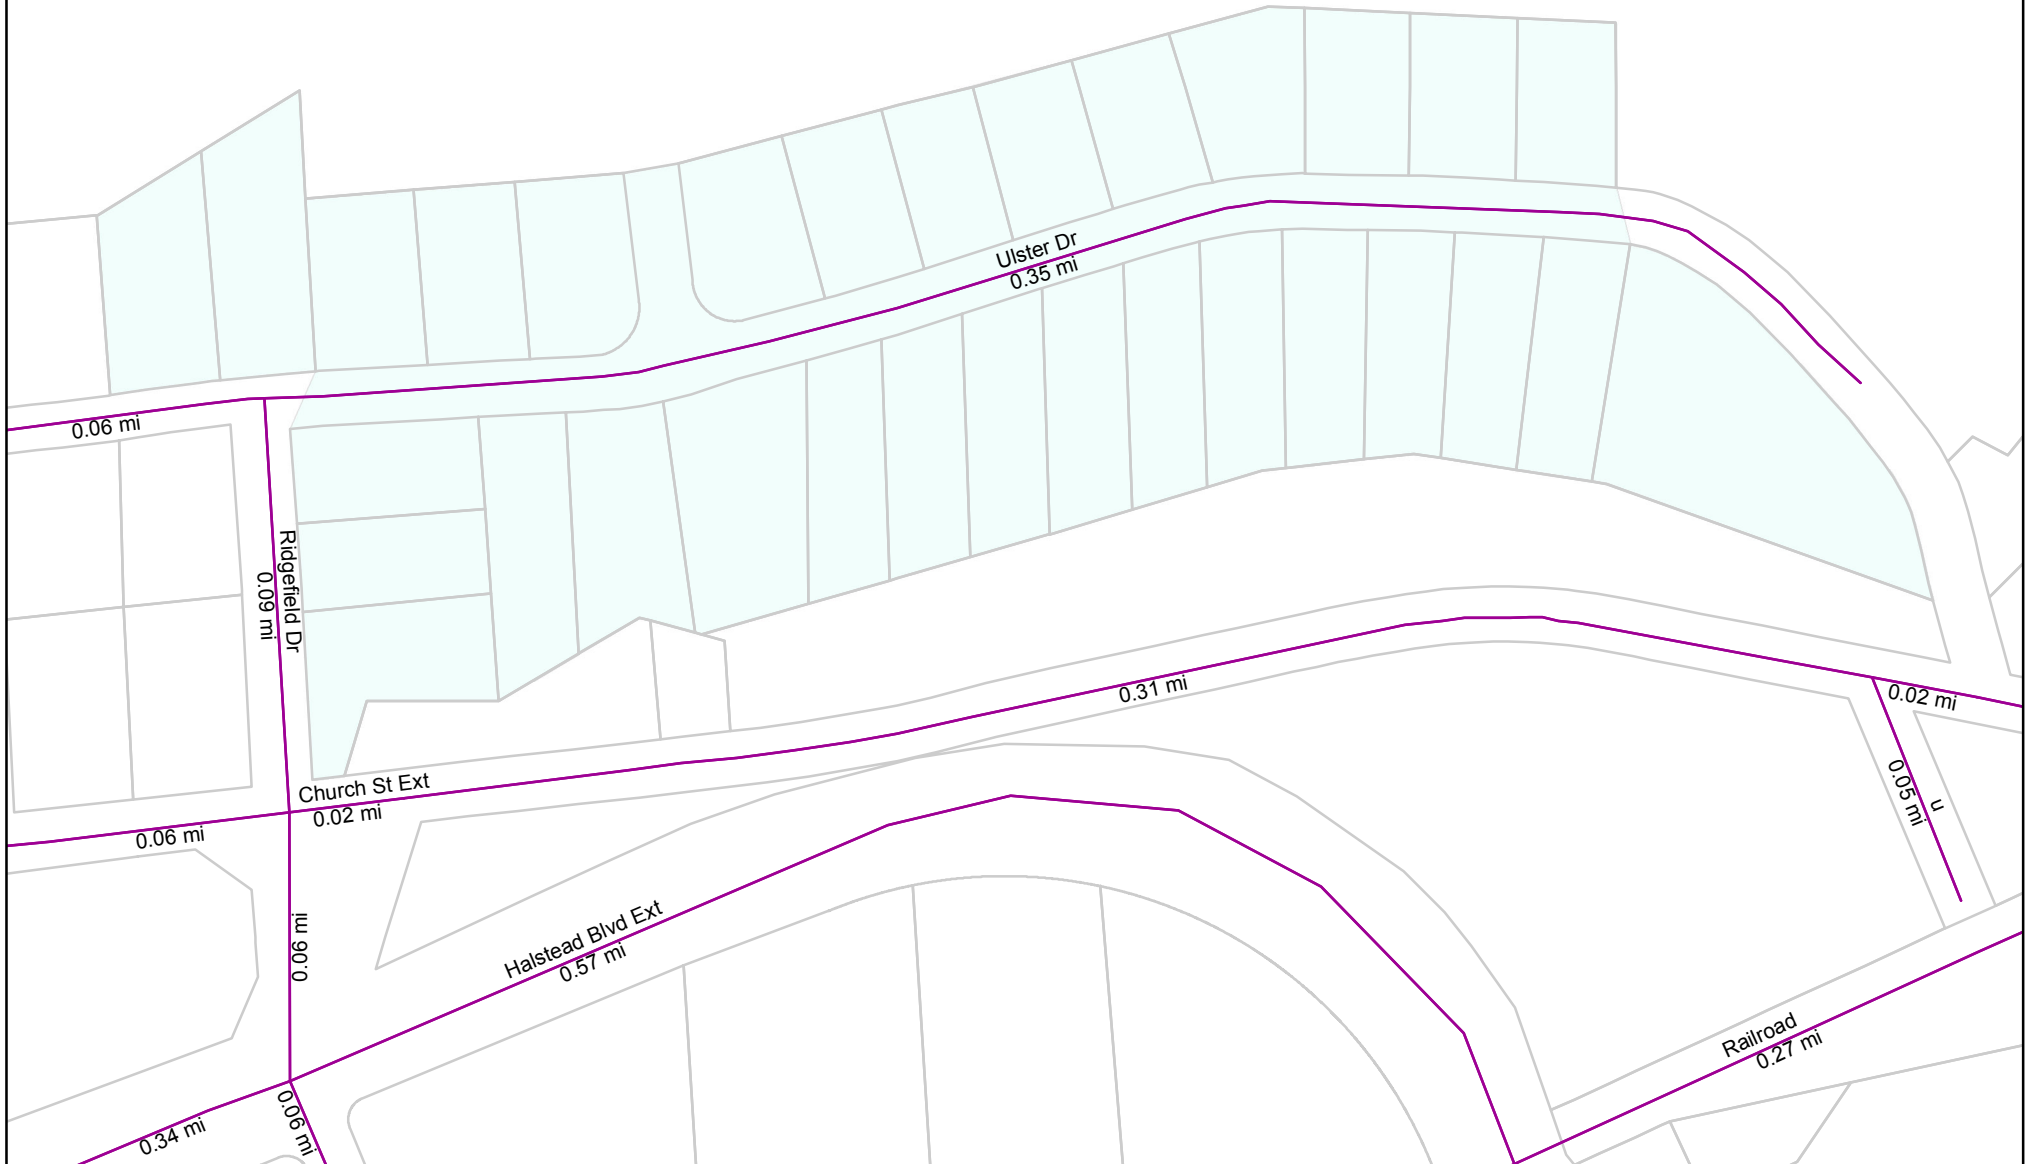 Ulster Dr
0.35 mi
0.06 mi
Ridgefield Dr
0.09 mi
0.31 mi
0.02 mi
Church St Ext
0.02 mi
0.06 mi
u
0.05 mi
0.06 mi
Halstead Blvd Ext
0.57 mi
Railroad
0.27 mi
0.06 mi
0.34 mi